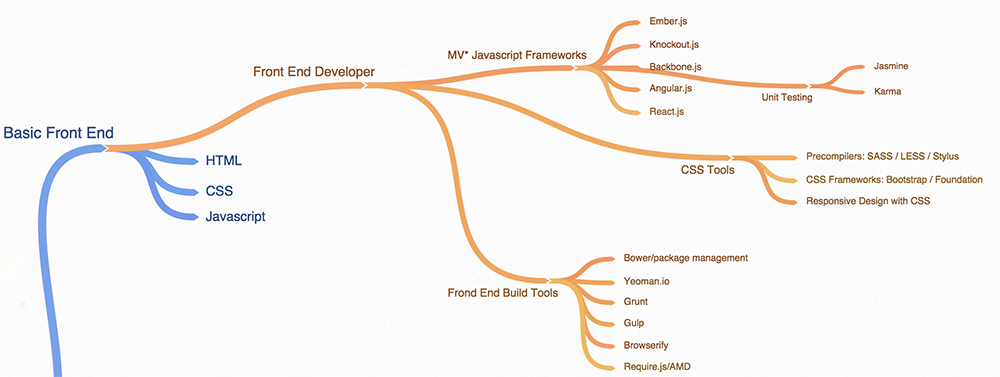 Basic Front End
HTML
CSS
Javascript
Front End Developer
MV* Javascript Frameworks
Ember.js
Knockout.js
Backbone.js
Angular.js
React.js
Unit Testing
Jasmine
Karma
CSS Tools
Precompilers: SASS / LESS / Stylus
CSS Frameworks: Bootstrap / Foundation
Responsive Design with CSS
Frond End Build Tools
Bower/package management
Yeoman.io
Grunt
Gulp
Browserify
Require.js/AMD